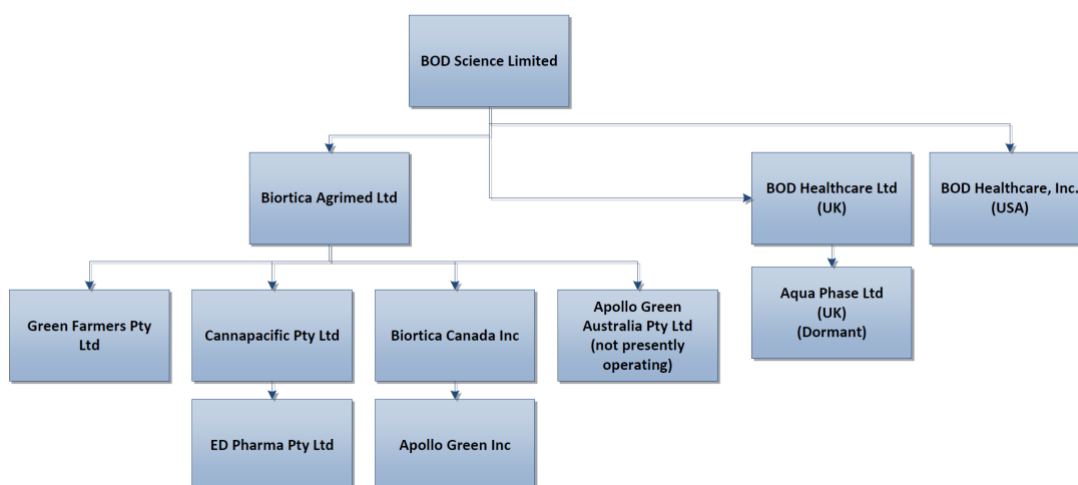 BOD Science Limited
Biortica Agrimed Ltd
BOD Healthcare Ltd
(UK)
BOD Healthcare, Inc.
(USA)
Green Farmers Pty
Ltd
Cannapacific Pty Ltd
Biortica Canada Inc
Apollo Green
Australia Pty Ltd
(not presently
operating)
Aqua Phase Ltd
(UK)
(Dormant)
ED Pharma Pty Ltd
Apollo Green Inc